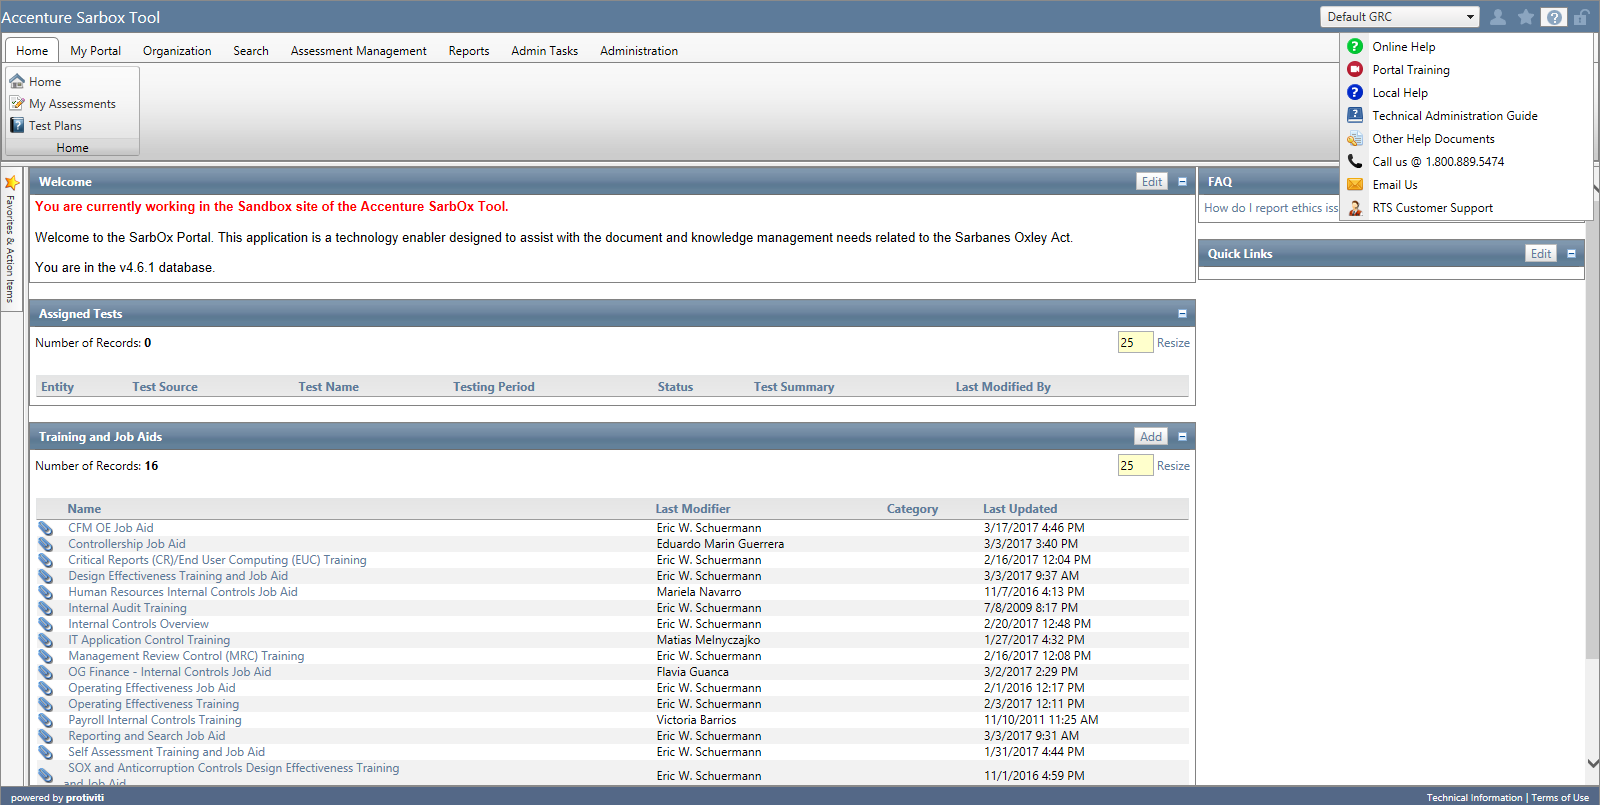 Accenture Sarbox Tool
Default GRC
Home My Portal Organization Search Assessment Management Reports Admin Tasks Administration
Home
My Assessments
Test Plans
Home
Online Help
Portal Training
Local Help
Technical Administration Guide
Other Help Documents
Call us @ 1.800.889.5474
Email Us
RTS Customer Support
Favorites & Action Items
Welcome Edit
You are currently working in the Sandbox site of the Accenture SarbOx Tool.
Welcome to the SarbOx Portal. This application is a technology enabler designed to assist with the document and knowledge management needs related to the Sarbanes Oxley Act.
You are in the v4.6.1 database.
FAQ
How do I report ethics iss
Quick Links Edit
Assigned Tests
Number of Records: 0 25 Resize
Entity Test Source Test Name Testing Period Status Test Summary Last Modified By
Training and Job Aids Add
Number of Records: 16 25 Resize
Name Last Modifier Category Last Updated
CFM OE Job Aid Eric W. Schuermann 3/17/2017 4:46 PM
Controllership Job Aid Eduardo Marin Guerrera 3/3/2017 3:40 PM
Critical Reports (CR)/End User Computing (EUC) Training Eric W. Schuermann 2/16/2017 12:04 PM
Design Effectiveness Training and Job Aid Eric W. Schuermann 3/3/2017 9:37 AM
Human Resources Internal Controls Job Aid Mariela Navarro 11/7/2016 4:13 PM
Internal Audit Training Eric W. Schuermann 7/8/2009 8:17 PM
Internal Controls Overview Eric W. Schuermann 2/20/2017 12:48 PM
IT Application Control Training Matias Melnyczajko 1/27/2017 4:32 PM
Management Review Control (MRC) Training Eric W. Schuermann 2/16/2017 12:08 PM
OG Finance - Internal Controls Job Aid Flavia Guanca 3/2/2017 2:29 PM
Operating Effectiveness Job Aid Eric W. Schuermann 2/1/2016 12:17 PM
Operating Effectiveness Training Eric W. Schuermann 2/3/2017 12:11 PM
Payroll Internal Controls Training Victoria Barrios 11/10/2011 11:25 AM
Reporting and Search Job Aid Eric W. Schuermann 3/3/2017 9:31 AM
Self Assessment Training and Job Aid Eric W. Schuermann 1/31/2017 4:44 PM
SOX and Anticorruption Controls Design Effectiveness Training Eric W. Schuermann 11/1/2016 4:59 PM
and Job Aid
powered by protiviti Technical Information | Terms of Use